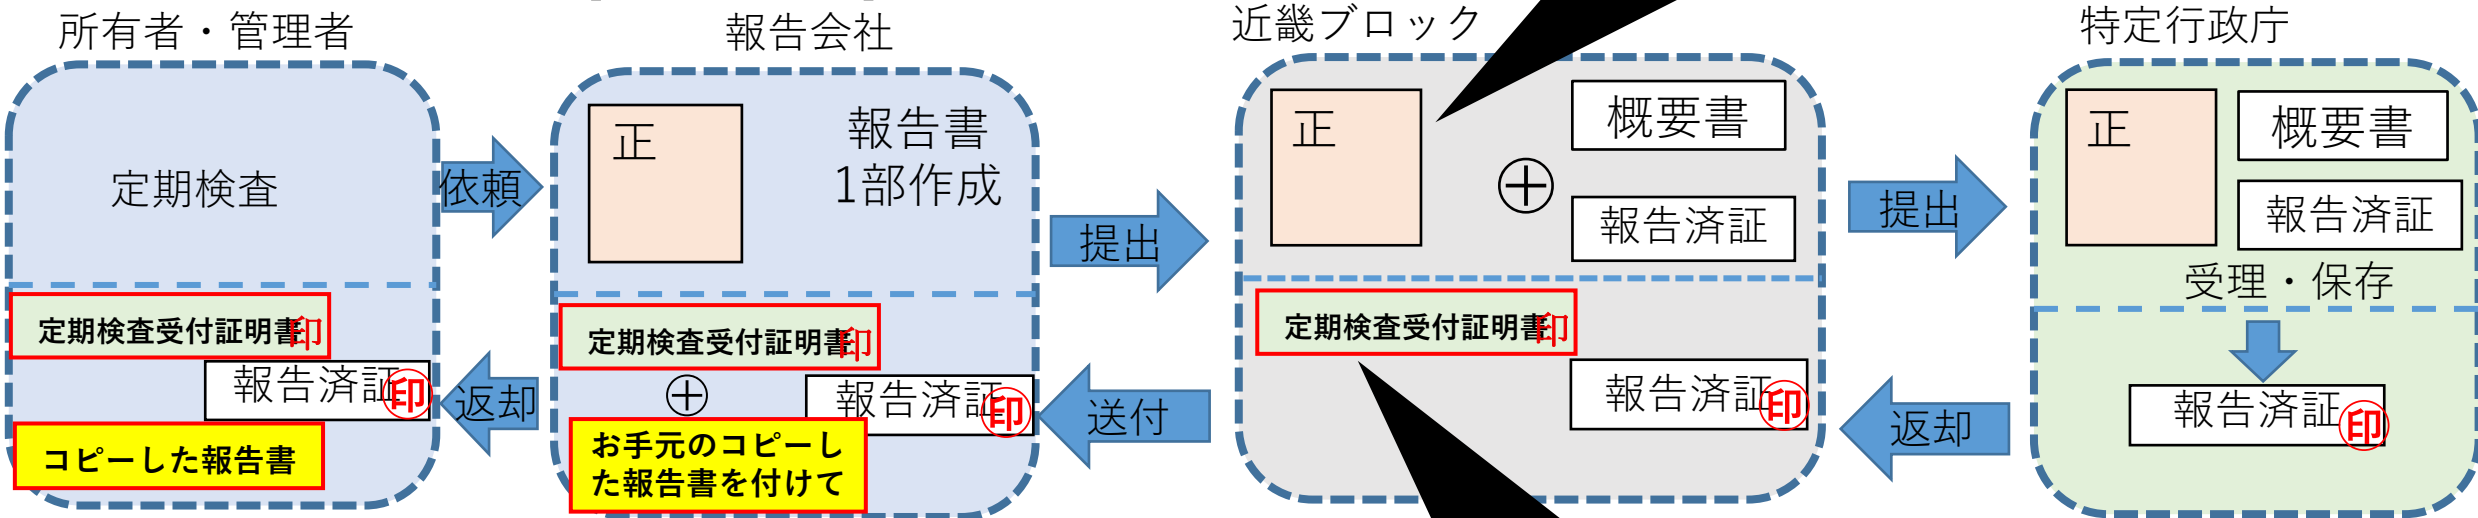 所有者・管理者
定期検査
定期検査受付証明書印
報告済証印
コピーした報告書
依頼
返却
報告会社
正
報告書
1部作成
定期検査受付証明書印
報告済証印
お手元のコピーし
た報告書を付けて
提出
送付
近畿ブロック
正
概要書
報告済証
定期検査受付証明書印
報告済証印
提出
返却
特定行政庁
正
概要書
報告済証
受理・保存
報告済証印